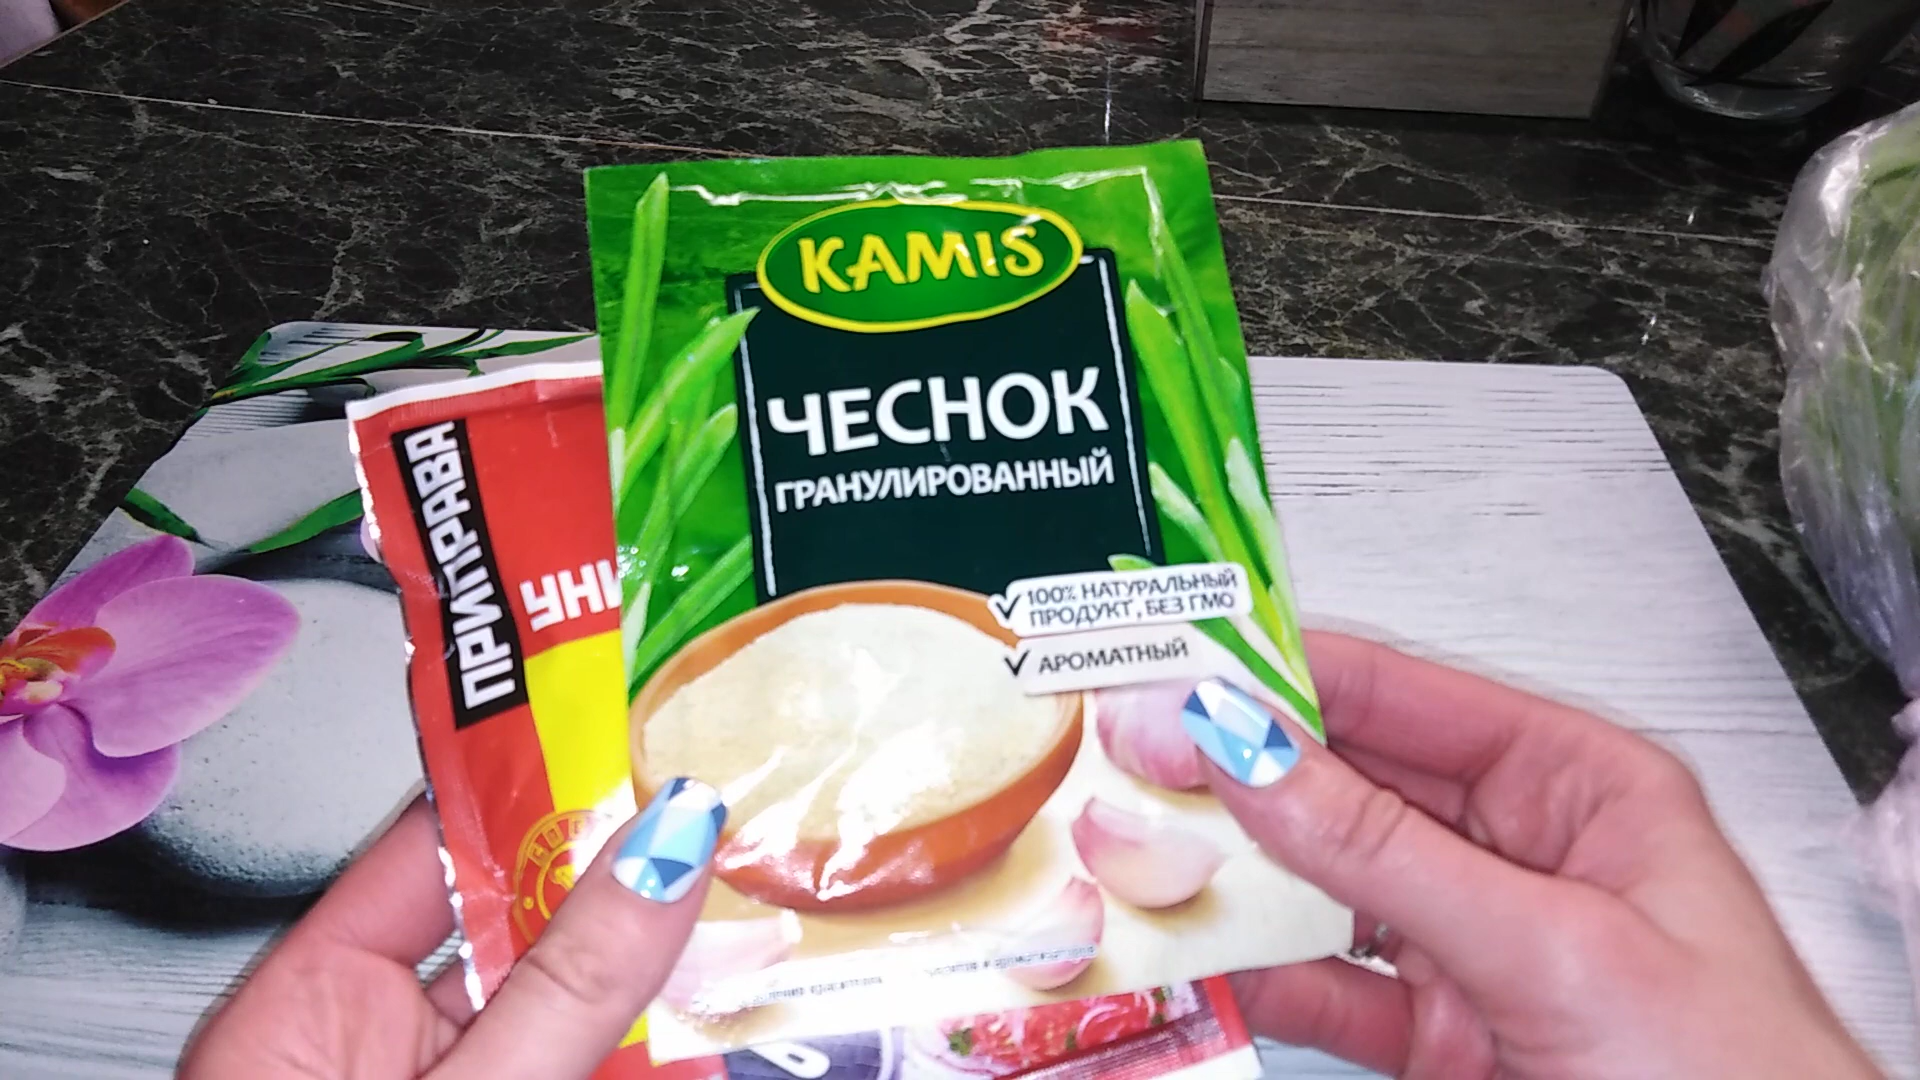 KAMIS
ЧЕСНОК
ГРАНУЛИРОВАННЫЙ
100% НАТУРАЛЬНЫЙ
ПРОДУКТ, БЕЗ ГМО
АРОМАТНЫЙ
ПРИПРАВА
УНИ